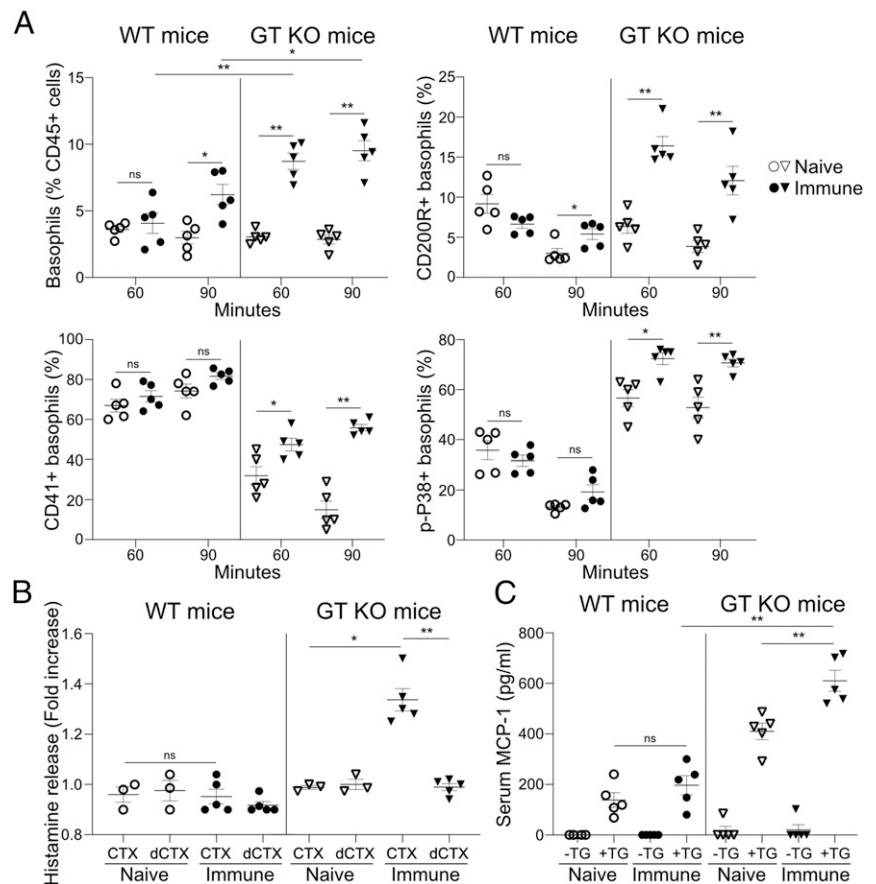 A
WT mice GT KO mice
*
**
Basophils (% CD45+ cells)
15
10
5
0
ns
*
**
**
60 90 60 90
Minutes
WT mice GT KO mice
CD200R+ basophils (%)
25
20
15
10
5
0
ns
*
**
**
60 90 60 90
Minutes
Naive
Immune
CD41+ basophils (%)
100
80
60
40
20
0
ns
ns
*
**
60 90 60 90
Minutes
p-P38+ basophils (%)
80
60
40
20
0
ns
ns
*
**
60 90 60 90
Minutes
B
WT mice GT KO mice
Histamine release (Fold increase)
1.6
1.4
1.2
1.0
0.8
ns
*
**
CTX dCTX CTX dCTX CTX dCTX CTX dCTX
Naive Immune Naive Immune
C
WT mice GT KO mice
Serum MCP-1 (pg/ml)
800
600
400
200
0
ns
**
**
-TG +TG -TG +TG -TG +TG -TG +TG
Naive Immune Naive Immune